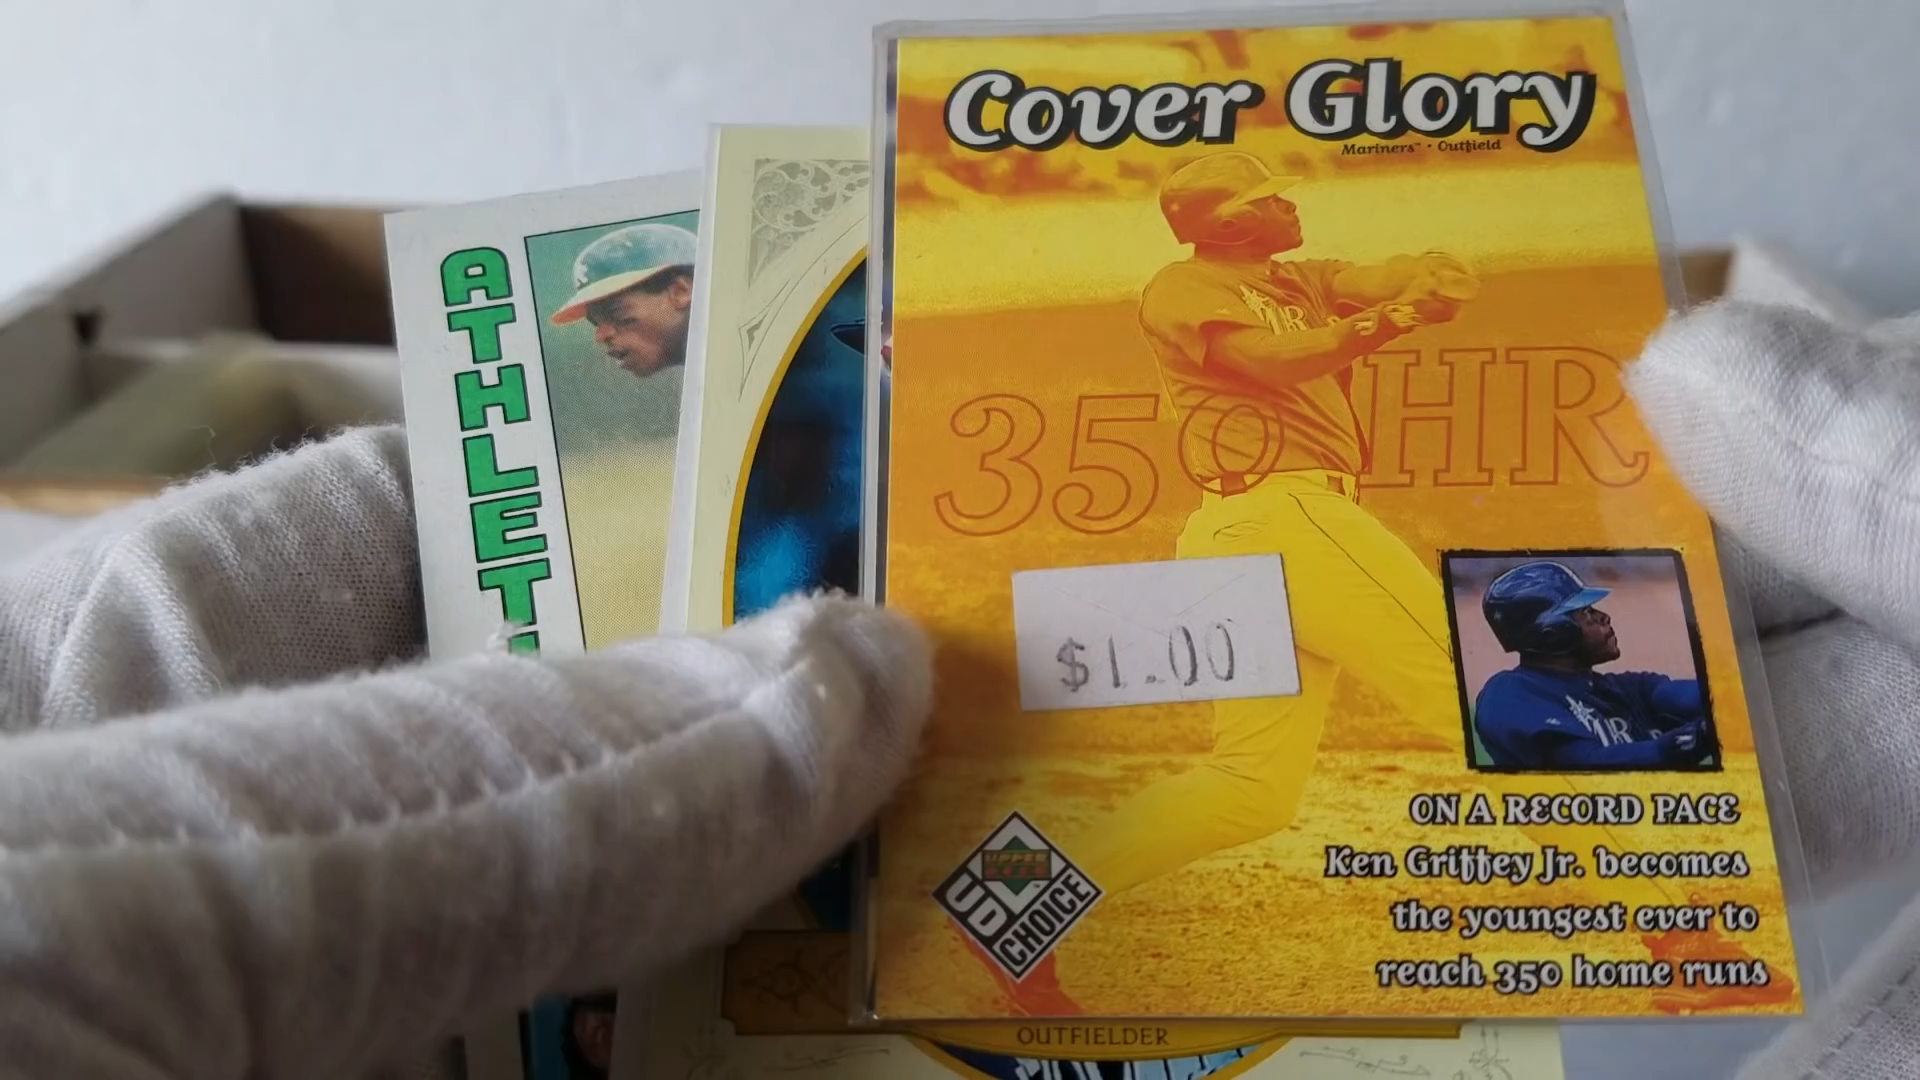 Cover Glory
Mariners™ • Outfield
ATHLETI
350 HR
$1.00
UPPER DECK
UD CHOICE
ON A RECORD PACE
Ken Griffey Jr. becomes
the youngest ever to
reach 350 home runs
OUTFIELDER